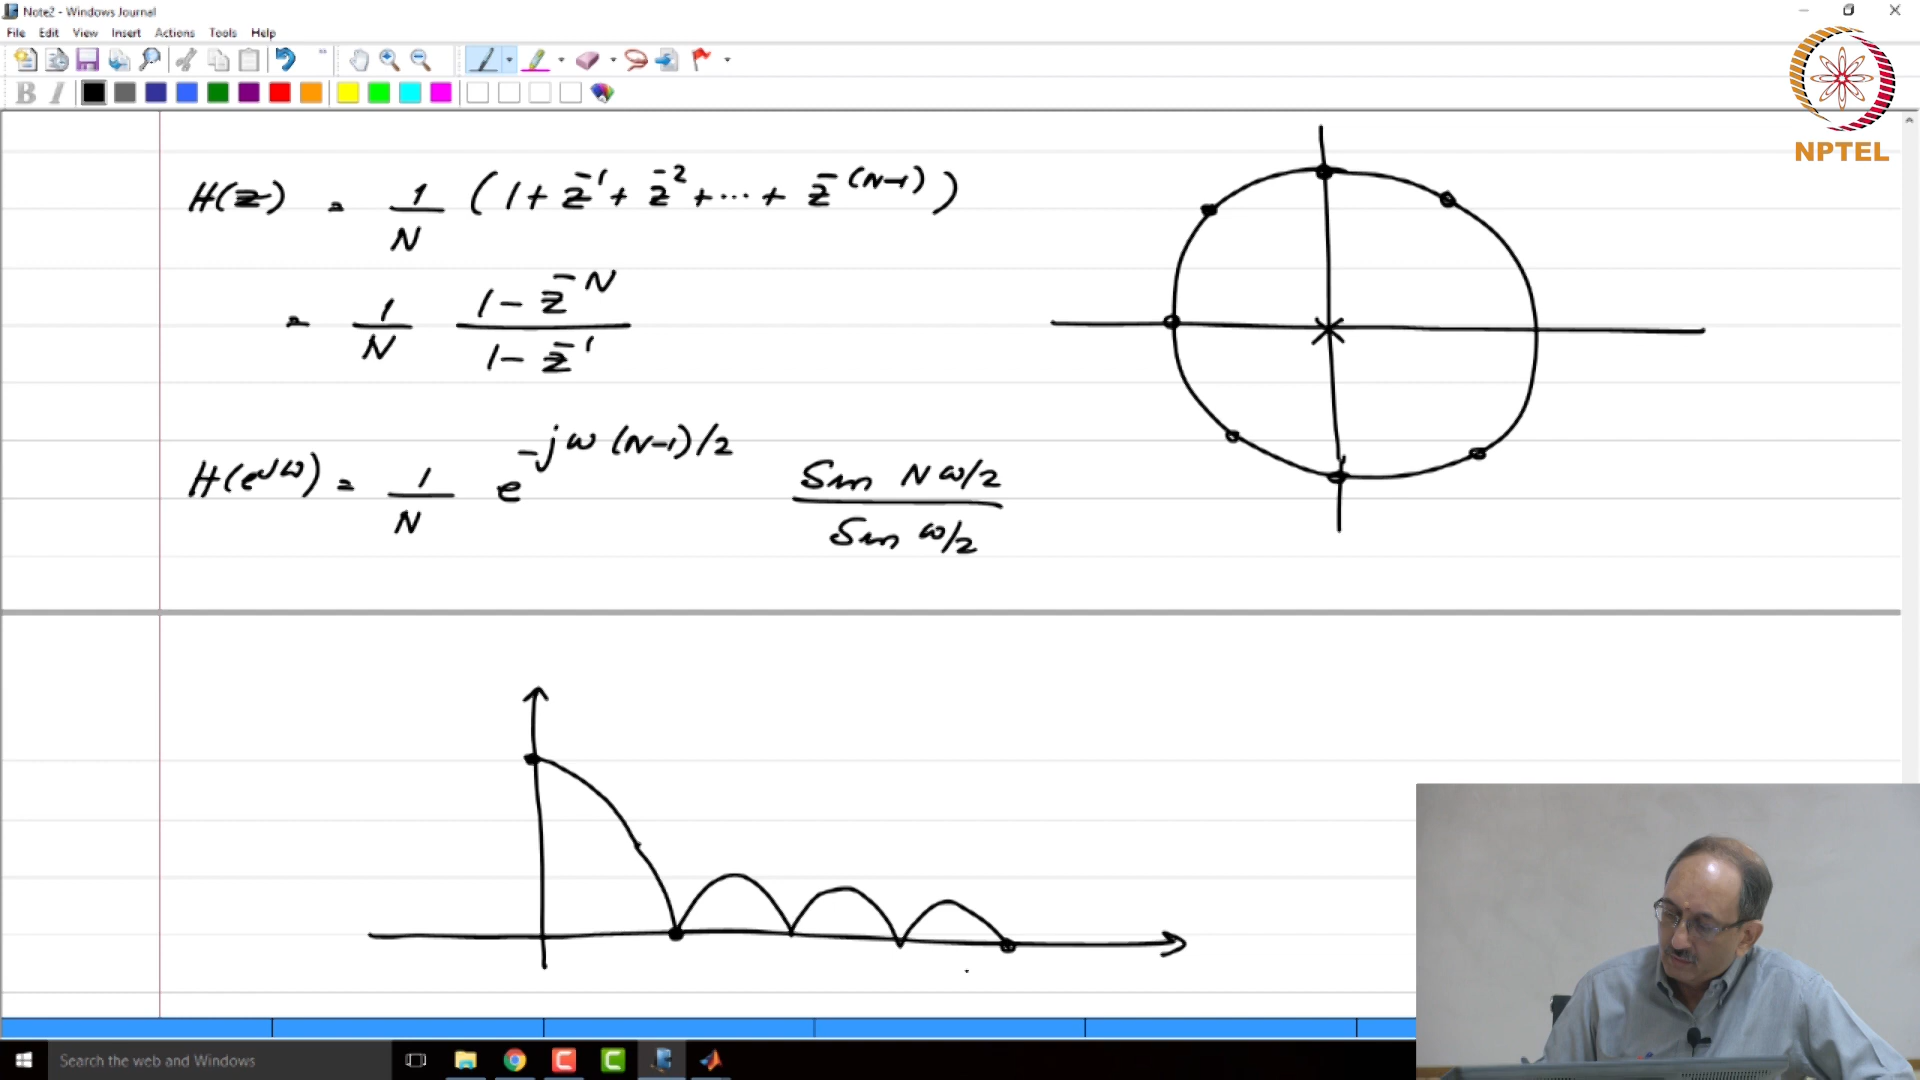 Note2 - Windows Journal
File Edit View Insert Actions Tools Help
B I
NPTEL
H(z) = 1/N (1 + z⁻¹ + z⁻² + ... + z⁻⁽ᴺ⁻¹⁾)
= 1/N (1 - z⁻ᴺ)/(1 - z⁻¹)
H(e^jω) = 1/N e^-jω(N-1)/2 Sin Nω/2 / Sin ω/2
Search the web and Windows